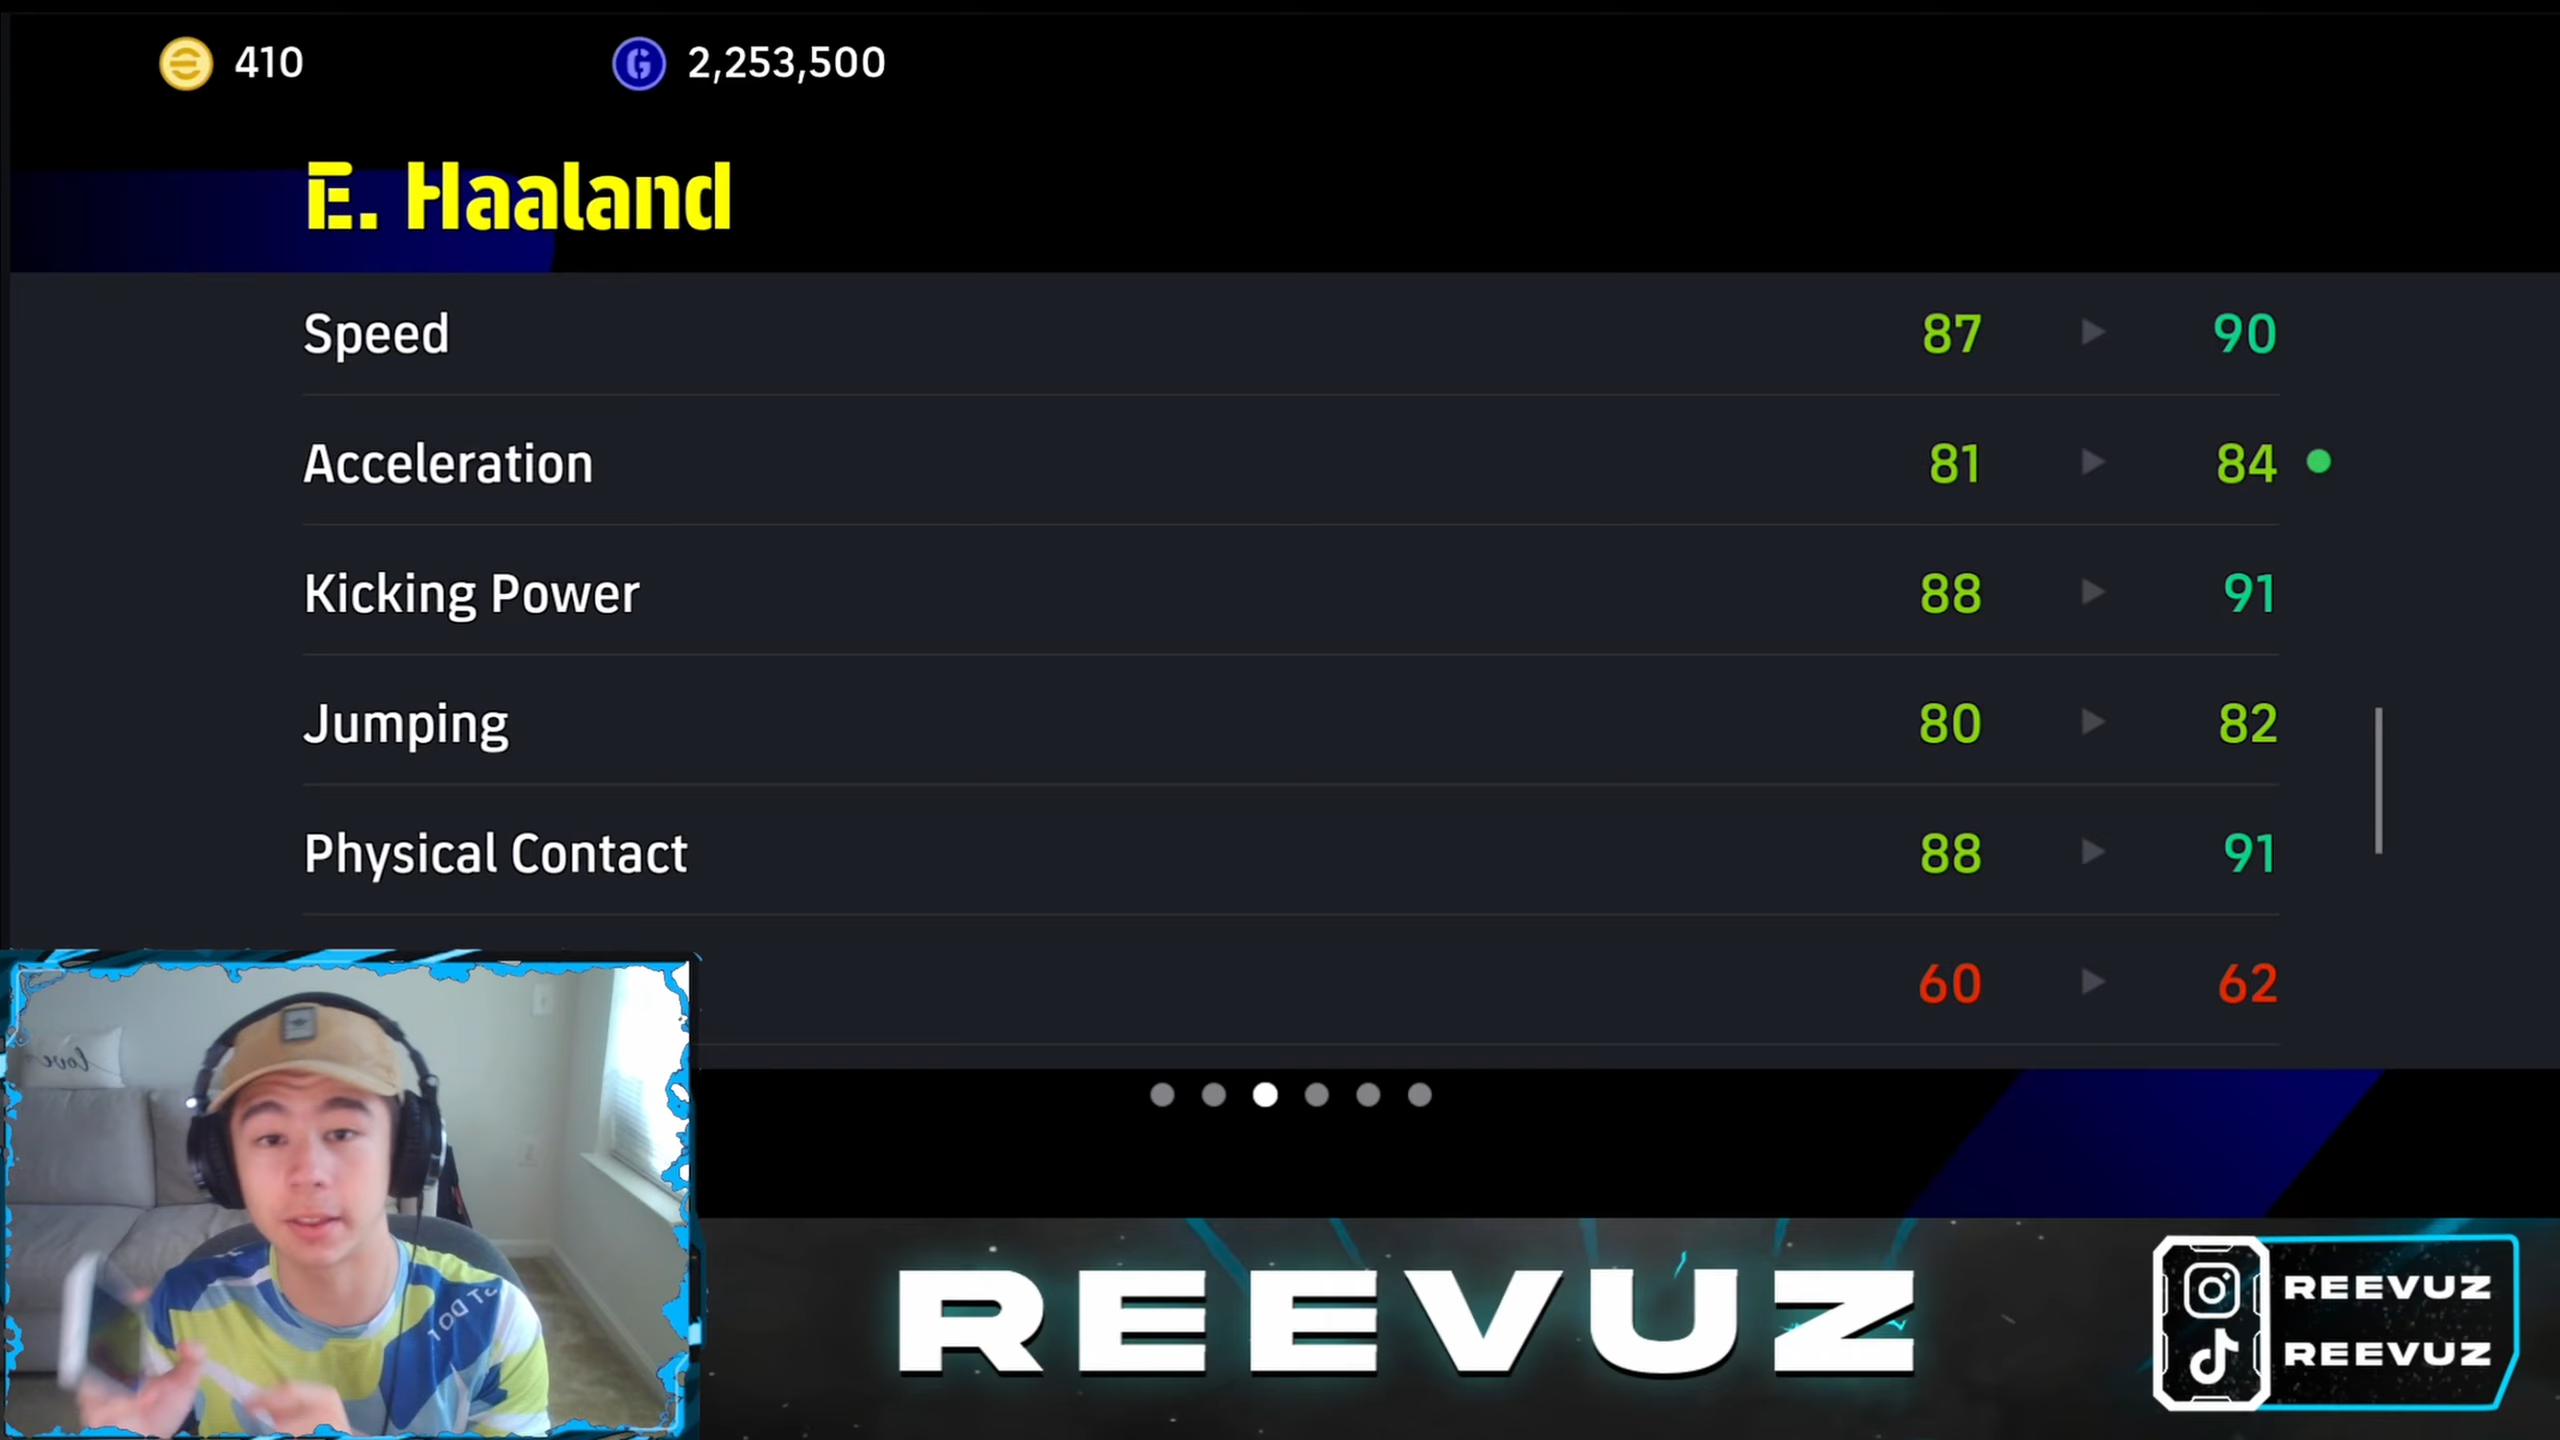 410 2,253,500
E. Haaland
Speed 87 90
Acceleration 81 84
Kicking Power 88 91
Jumping 80 82
Physical Contact 88 91
60 62
love
REEVUZ
REEVUZ
REEVUZ